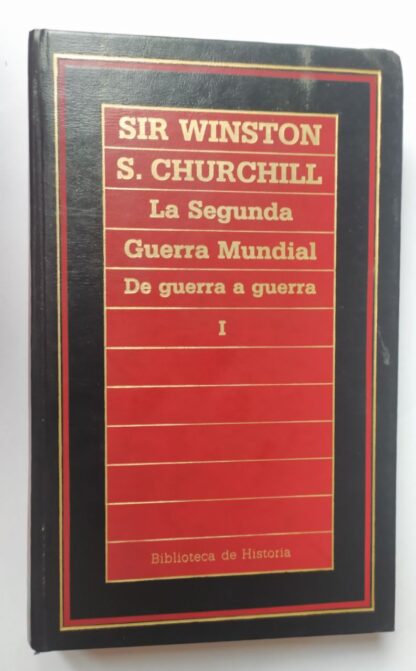 SIR WINSTON
S. CHURCHILL
La Segunda
Guerra Mundial
De guerra a guerra
I
Biblioteca de Historia